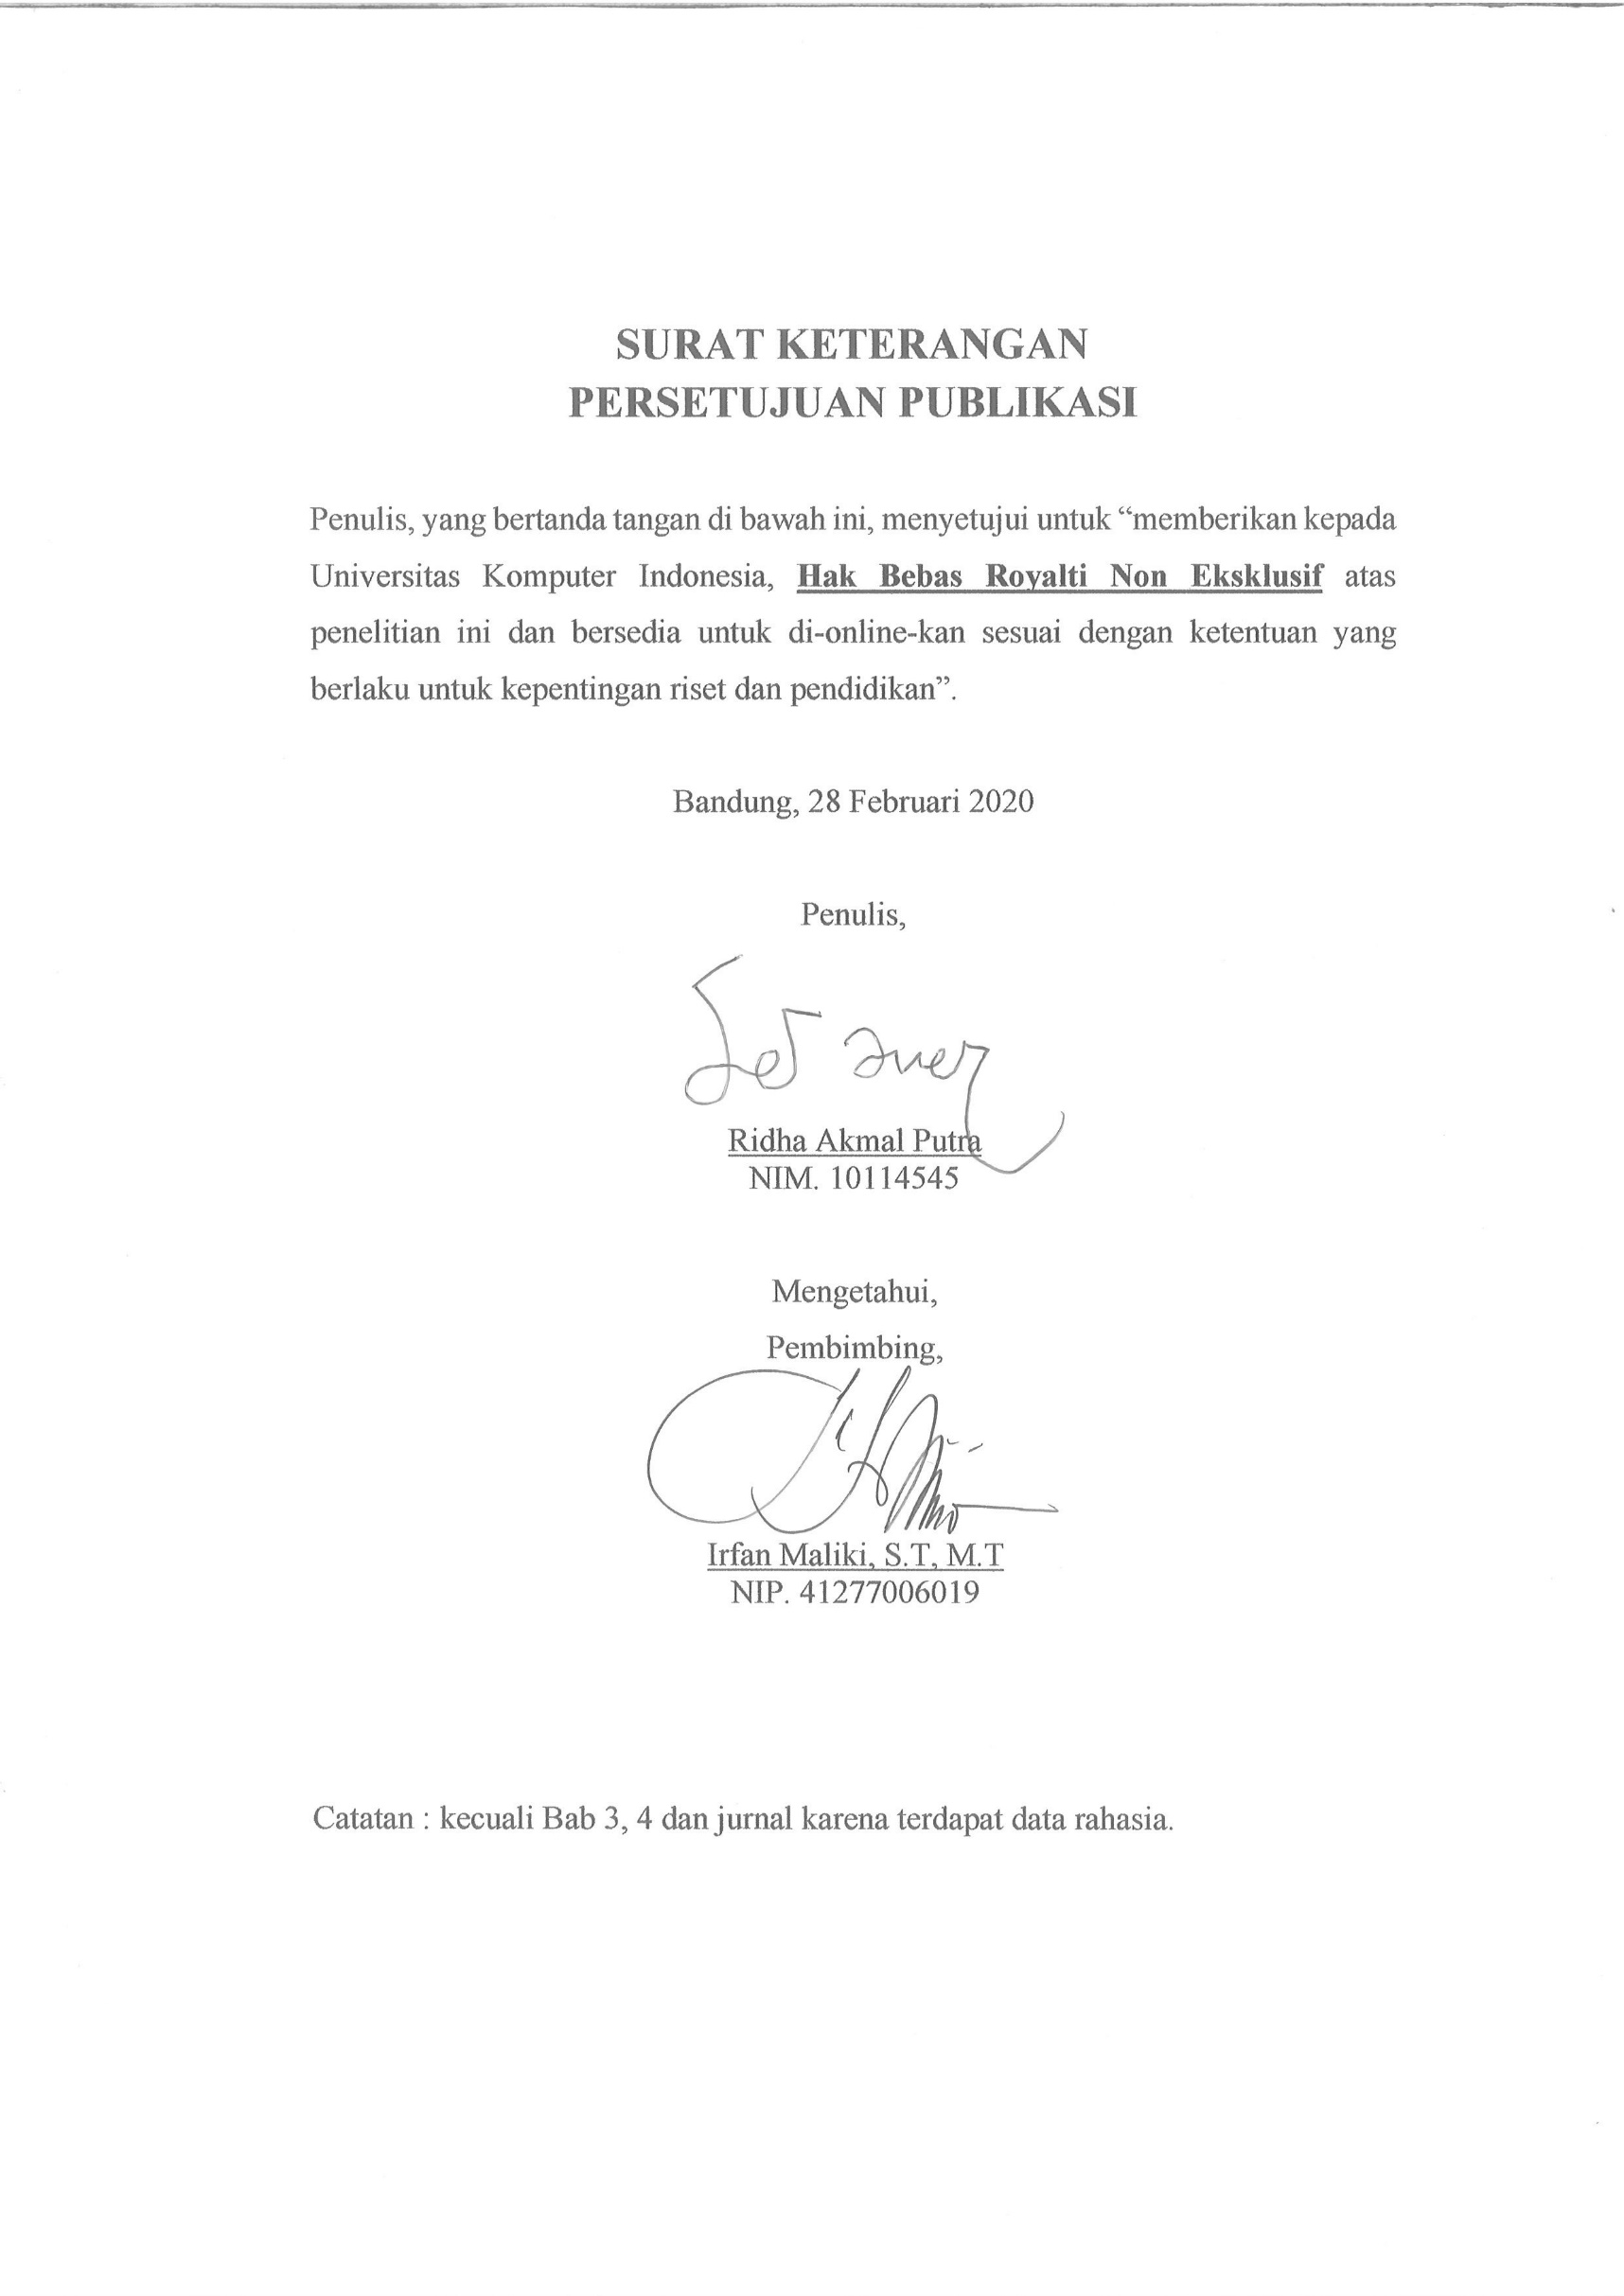 SURAT KETERANGAN
PERSETUJUAN PUBLIKASI
Penulis, yang bertanda tangan di bawah ini, menyetujui untuk “memberikan kepada
Universitas Komputer Indonesia, Hak Bebas Royalti Non Eksklusif atas
penelitian ini dan bersedia untuk di-online-kan sesuai dengan ketentuan yang
berlaku untuk kepentingan riset dan pendidikan”.
Bandung, 28 Februari 2020
Penulis,
Ridha Akmal Putra
NIM. 10114545
Mengetahui,
Pembimbing,
Irfan Maliki, S.T, M.T
NIP. 41277006019
Catatan : kecuali Bab 3, 4 dan jurnal karena terdapat data rahasia.